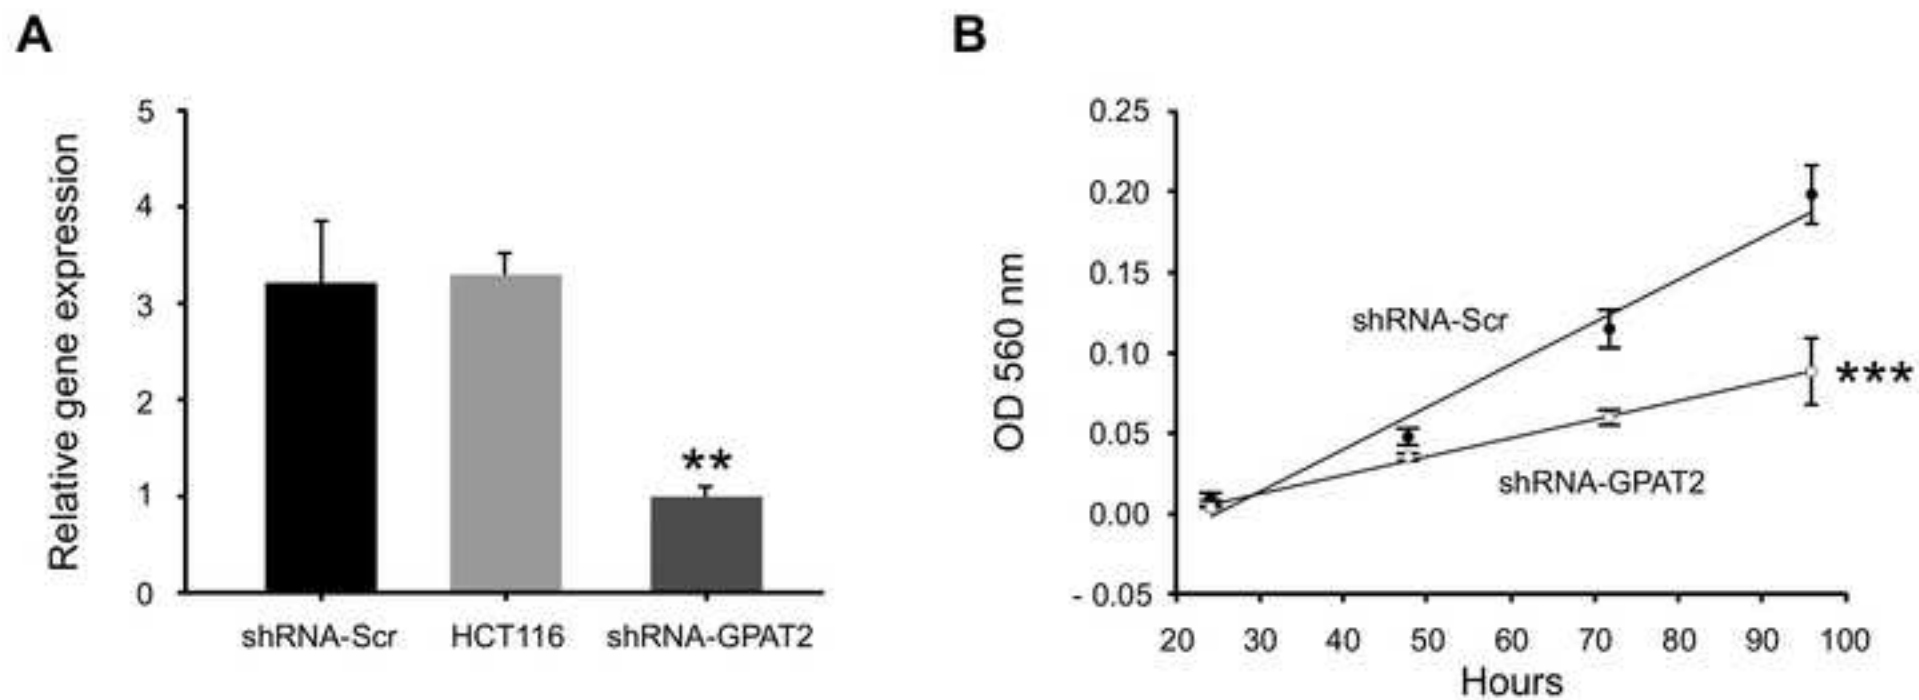 A
Relative gene expression
5
4
3
2
1
0
**
shRNA-Scr HCT116 shRNA-GPAT2
B
OD 560 nm
0.25
0.20
0.15
0.10
0.05
0.00
- 0.05
shRNA-Scr
***
shRNA-GPAT2
20 30 40 50 60 70 80 90 100
Hours